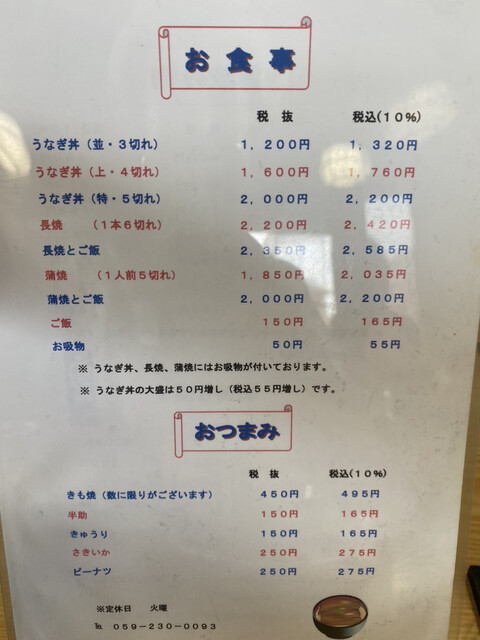 お食事
税　抜　税込(10%)
うなぎ丼（並・3切れ）　1,200円　1,320円
うなぎ丼（上・4切れ）　1,600円　1,760円
うなぎ丼（特・5切れ）　2,000円　2,200円
長焼　（1本6切れ）　2,200円　2,420円
長焼とご飯　2,350円　2,585円
蒲焼　（1人前5切れ）　1,850円　2,035円
蒲焼とご飯　2,000円　2,200円
ご飯　150円　165円
お吸物　50円　55円
※ うなぎ丼、長焼、蒲焼にはお吸物が付いております。
※ うなぎ丼の大盛は50円増し（税込55円増し）です。
おつまみ
税　抜　税込(10%)
きも焼（数に限りがございます）　450円　495円
半助　150円　165円
きゅうり　150円　165円
さきいか　250円　275円
ピーナツ　250円　275円
※定休日　火曜
℡　059-230-0093